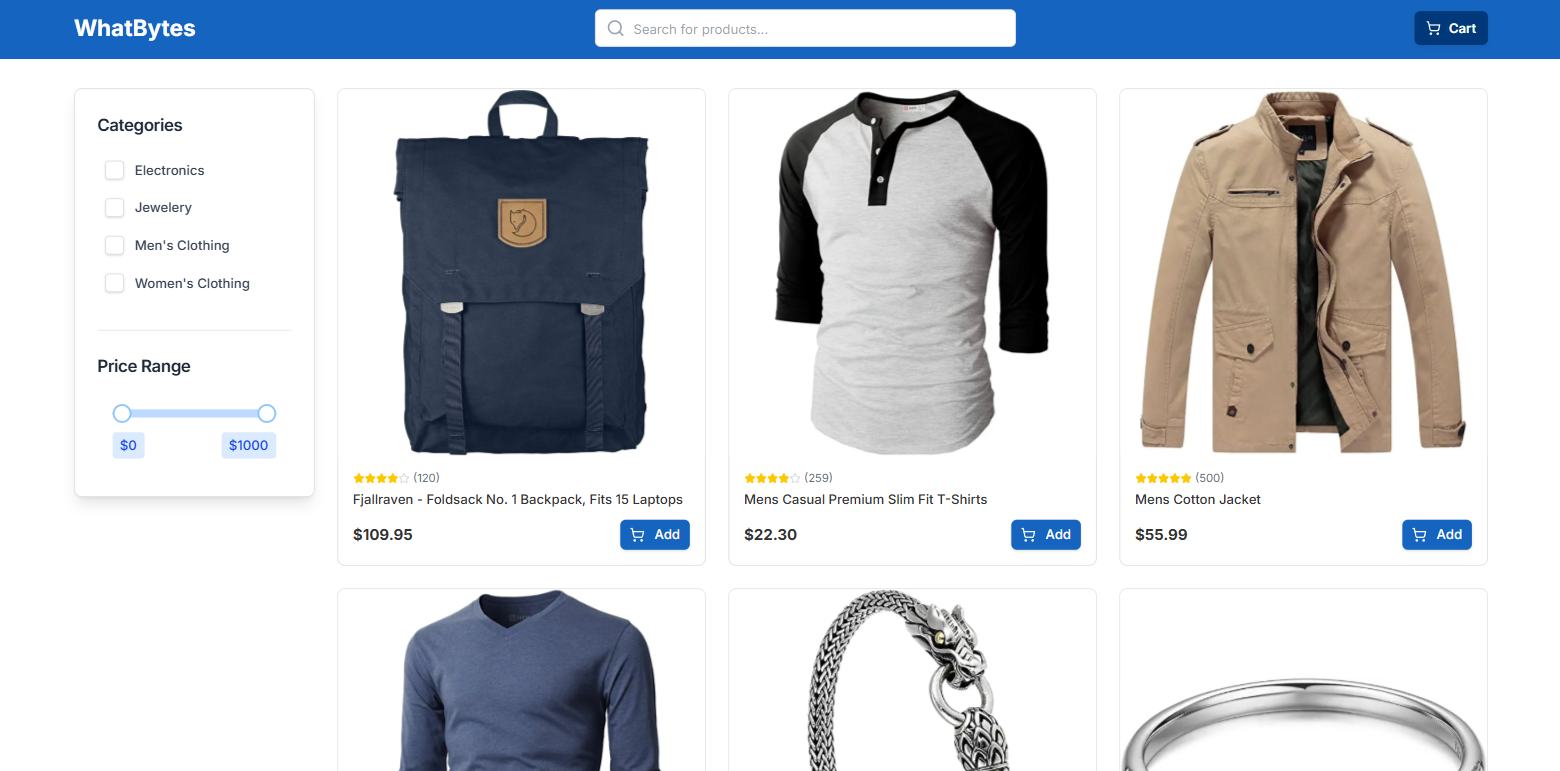 WhatBytes
Search for products...
Cart
Categories
Electronics
Jewelery
Men's Clothing
Women's Clothing
Price Range
$0
$1000
(120)
Fjallraven - Foldsack No. 1 Backpack, Fits 15 Laptops
$109.95
Add
(259)
Mens Casual Premium Slim Fit T-Shirts
$22.30
Add
(500)
Mens Cotton Jacket
$55.99
Add